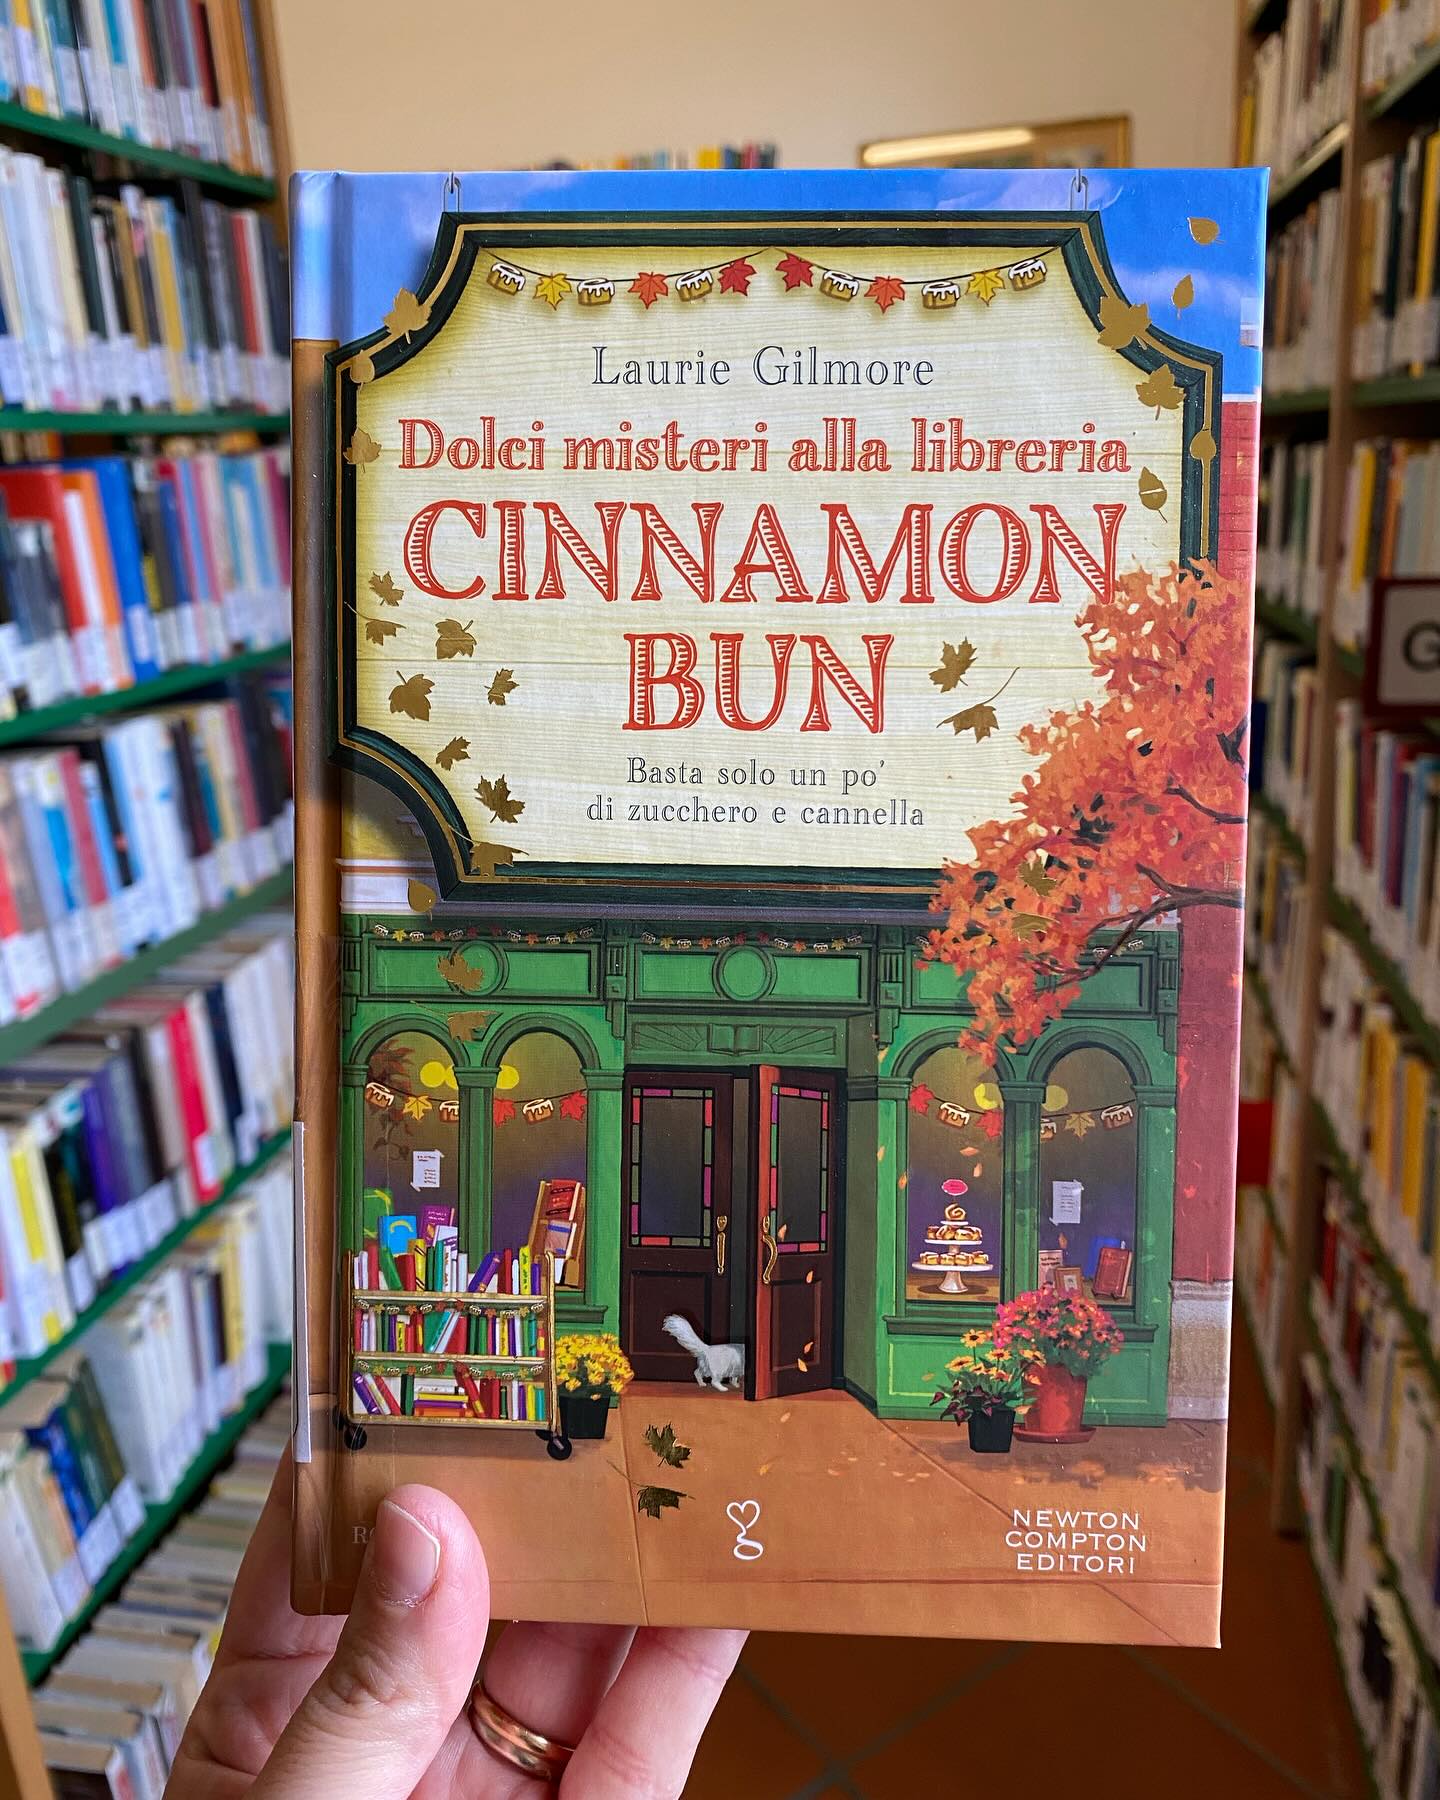 Laurie Gilmore
Dolci misteri alla libreria
CINNAMON
BUN
Basta solo un po'
di zucchero e cannella
NEWTON
COMPTON
EDITORI
G